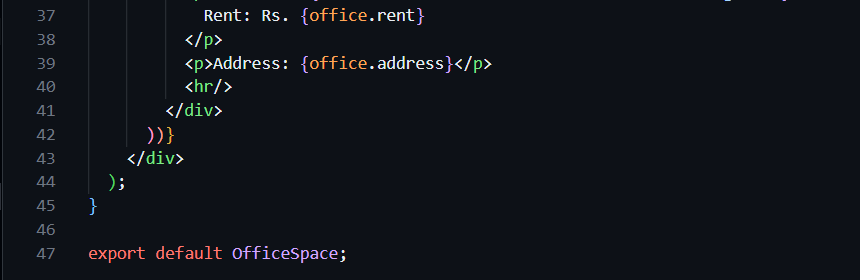 37 Rent: Rs. {office.rent}
38 </p>
39 <p>Address: {office.address}</p>
40 <hr/>
41 </div>
42 ))}
43 </div>
44 );
45 }
46
47 export default OfficeSpace;